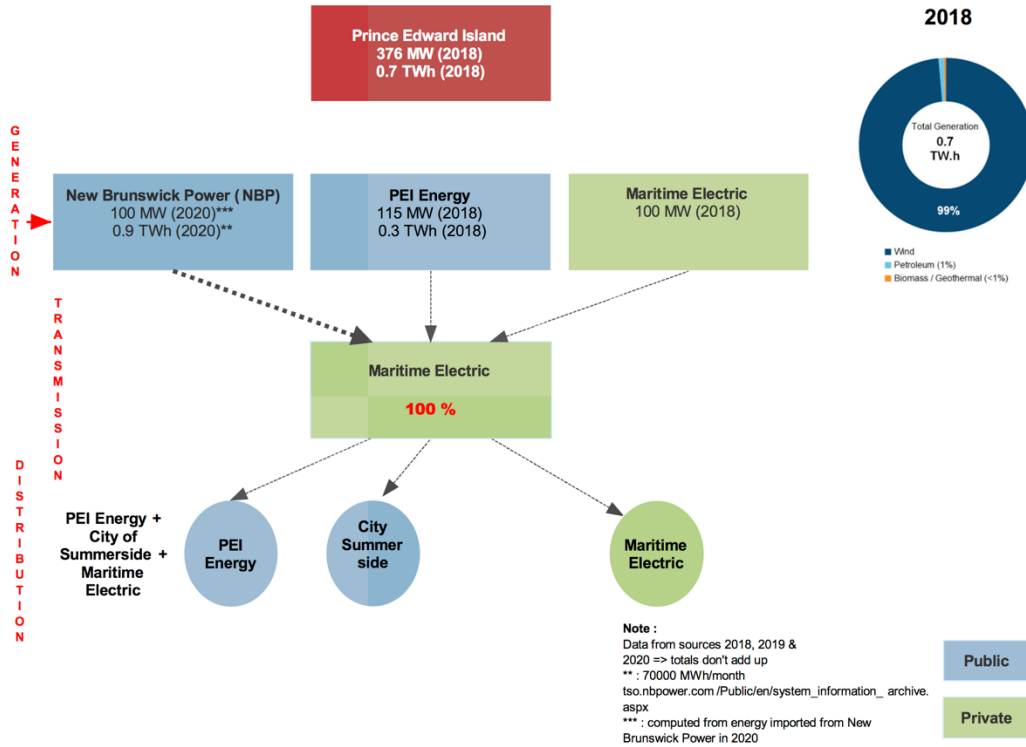 Prince Edward Island
376 MW (2018)
0.7 TWh (2018)
2018
Total Generation
0.7
TW.h
99%
Wind
Petroleum (1%)
Biomass / Geothermal (<1%)
GENERATION
New Brunswick Power ( NBP)
100 MW (2020)***
0.9 TWh (2020)**
PEI Energy
115 MW (2018)
0.3 TWh (2018)
Maritime Electric
100 MW (2018)
TRANSMISSION
Maritime Electric
100 %
DISTRIBUTION
PEI Energy +
City of
Summerside +
Maritime
Electric
PEI
Energy
City
Summer
side
Maritime
Electric
Note :
Data from sources 2018, 2019 &
2020 => totals don't add up
** : 70000 MWh/month
tso.nbpower.com /Public/en/system_information_ archive.
aspx
*** : computed from energy imported from New
Brunswick Power in 2020
Public
Private